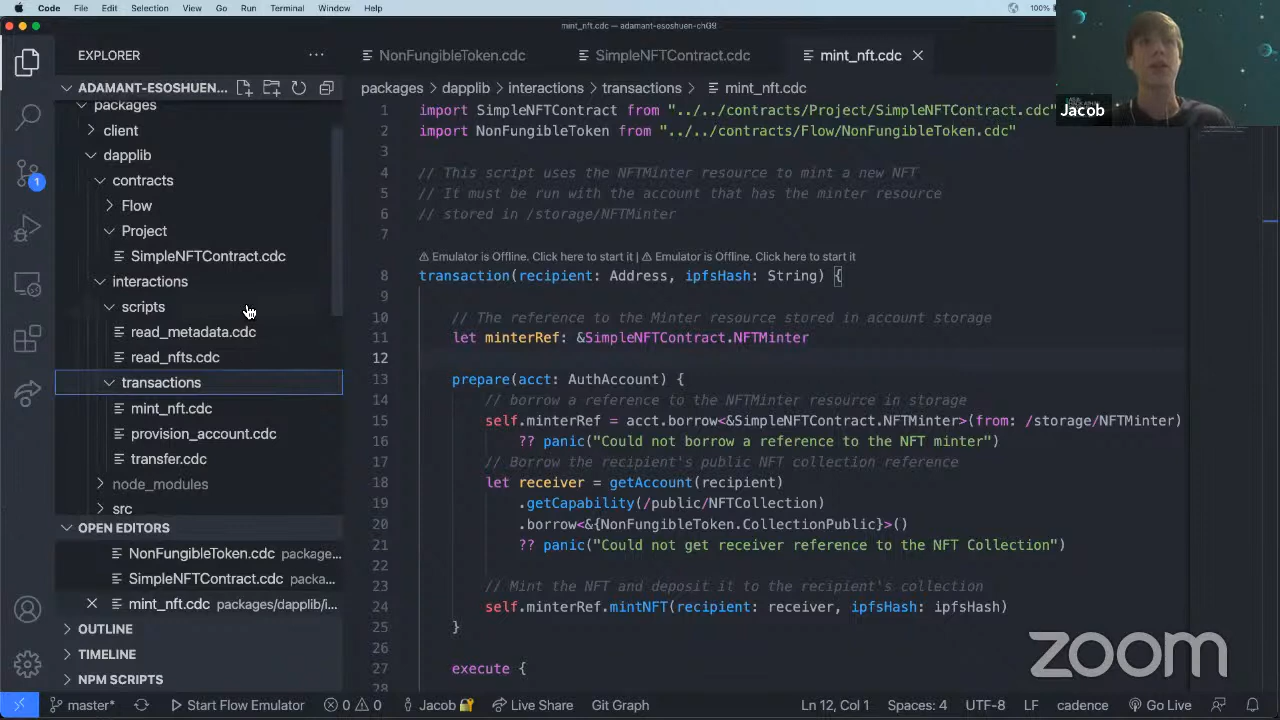 Code File Edit Selection View Go Run Terminal Window Help
100%
mint_nft.cdc — adamant-esoshuen-chG9
EXPLORER
NonFungibleToken.cdc SimpleNFTContract.cdc mint_nft.cdc
ADAMANT-ESOSHUEN-...
packages > dapplib > interactions > transactions > mint_nft.cdc
packages
client
dapplib
contracts
Flow
Project
SimpleNFTContract.cdc
interactions
scripts
read_metadata.cdc
read_nfts.cdc
transactions
mint_nft.cdc
provision_account.cdc
transfer.cdc
node_modules
src
OPEN EDITORS
NonFungibleToken.cdc package...
SimpleNFTContract.cdc packa...
mint_nft.cdc packages/dapplib/i...
OUTLINE
TIMELINE
NPM SCRIPTS
1
1 import SimpleNFTContract from "../../contracts/Project/SimpleNFTContract.cdc"
2 import NonFungibleToken from "../../contracts/Flow/NonFungibleToken.cdc"
3
4 // This script uses the NFTMinter resource to mint a new NFT
5 // It must be run with the account that has the minter resource
6 // stored in /storage/NFTMinter
7
Emulator is Offline. Click here to start it | Emulator is Offline. Click here to start it
8 transaction(recipient: Address, ipfsHash: String) {
9
10 // The reference to the Minter resource stored in account storage
11 let minterRef: &SimpleNFTContract.NFTMinter
12
13 prepare(acct: AuthAccount) {
14 // borrow a reference to the NFTMinter resource in storage
15 self.minterRef = acct.borrow<&SimpleNFTContract.NFTMinter>(from: /storage/NFTMinter)
16 ?? panic("Could not borrow a reference to the NFT minter")
17 // Borrow the recipient's public NFT collection reference
18 let receiver = getAccount(recipient)
19 .getCapability(/public/NFTCollection)
20 .borrow<&{NonFungibleToken.CollectionPublic}>()
21 ?? panic("Could not get receiver reference to the NFT Collection")
22
23 // Mint the NFT and deposit it to the recipient's collection
24 self.minterRef.mintNFT(recipient: receiver, ipfsHash: ipfsHash)
25 }
26
27 execute {
28
Jacob
zoom
master* Start Flow Emulator 0 0 Jacob Live Share Git Graph Ln 12, Col 1 Spaces: 4 UTF-8 LF cadence Go Live